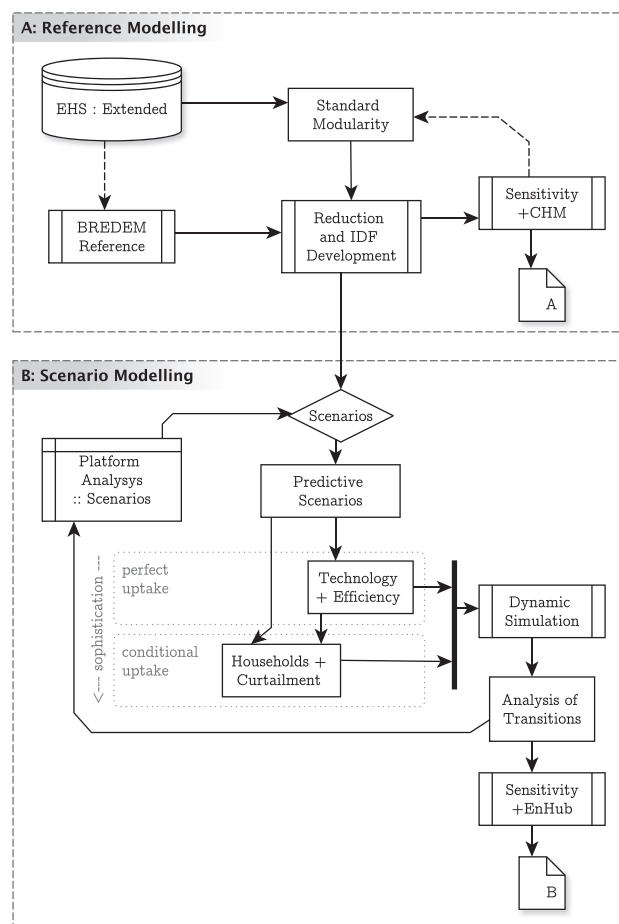 A: Reference Modelling
EHS : Extended
Standard
Modularity
BREDEM
Reference
Reduction
and IDF
Development
Sensitivity
+CHM
A
B: Scenario Modelling
Scenarios
Platform
Analysys
:: Scenarios
Predictive
Scenarios
perfect
uptake
Technology
+ Efficiency
<--- sophistication ---
conditional
uptake
Households +
Curtailment
Dynamic
Simulation
Analysis of
Transitions
Sensitivity
+EnHub
B